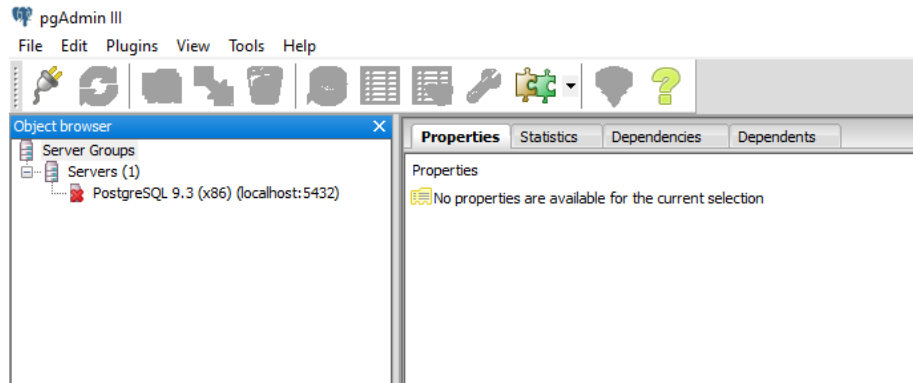 pgAdmin III
File Edit Plugins View Tools Help
Object browser
Server Groups
Servers (1)
PostgreSQL 9.3 (x86) (localhost:5432)
Properties Statistics Dependencies Dependents
Properties
No properties are available for the current selection